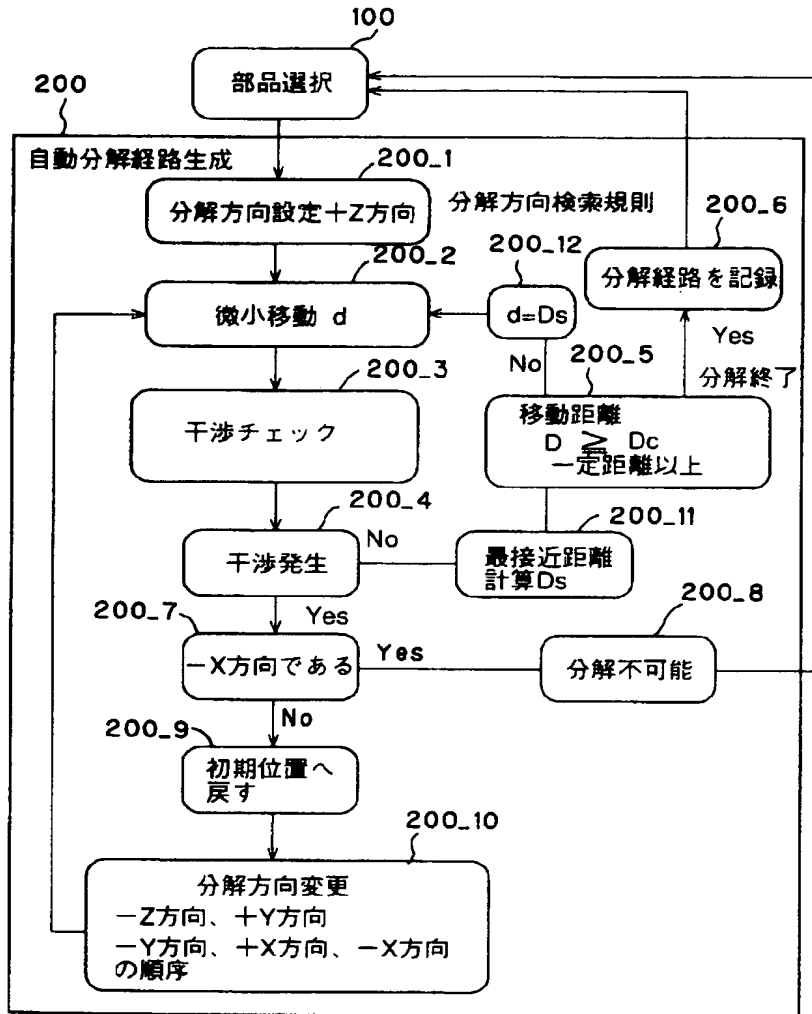 100
部品選択
200
自動分解経路生成
200_1
分解方向設定+Z方向
分解方向検索規則
200_6
分解経路を記録
200_2
微小移動 d
200_12
d=Ds
Yes
分解終了
No
200_5
移動距離
D ≧ Dc
一定距離以上
200_3
干渉チェック
200_4
干渉発生
No
200_11
最接近距離
計算Ds
Yes
200_7
-X方向である
Yes
200_8
分解不可能
No
200_9
初期位置へ
戻す
200_10
分解方向変更
-Z方向、+Y方向
-Y方向、+X方向、-X方向
の順序